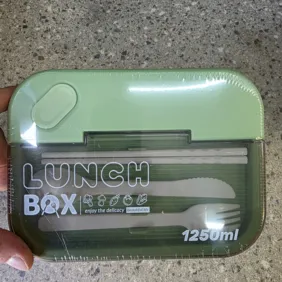 LUNCH
BOX
enjoy the delicacy
1250ml